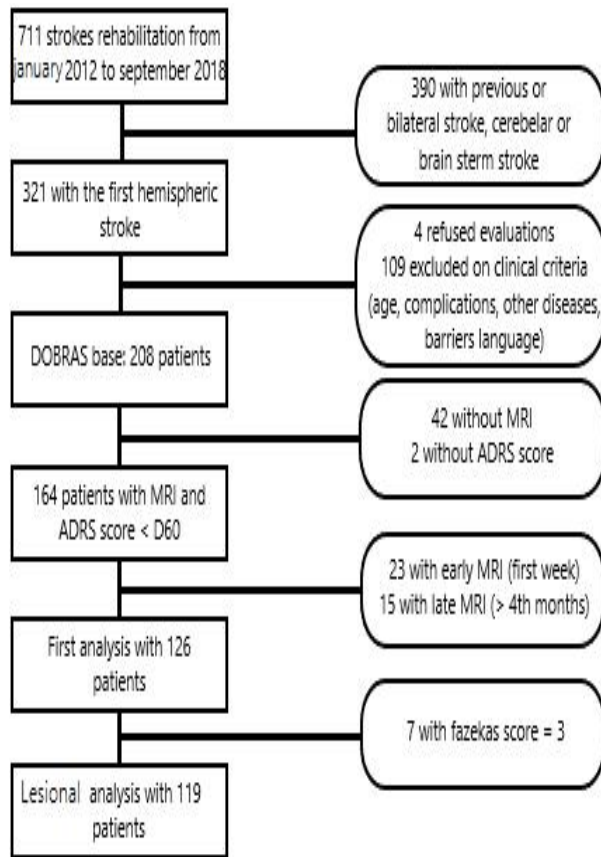 711 strokes rehabilitation from
january 2012 to september 2018
390 with previous or
bilateral stroke, cerebelar or
brain sterm stroke
321 with the first hemispheric
stroke
4 refused evaluations
109 excluded on clinical criteria
(age, complications, other diseases,
barriers language)
DOBRAS base: 208 patients
42 without MRI
2 without ADRS score
164 patients with MRI and
ADRS score < D60
23 with early MRI (first week)
15 with late MRI (> 4th months)
First analysis with 126
patients
7 with fazekas score = 3
Lesional analysis with 119
patients